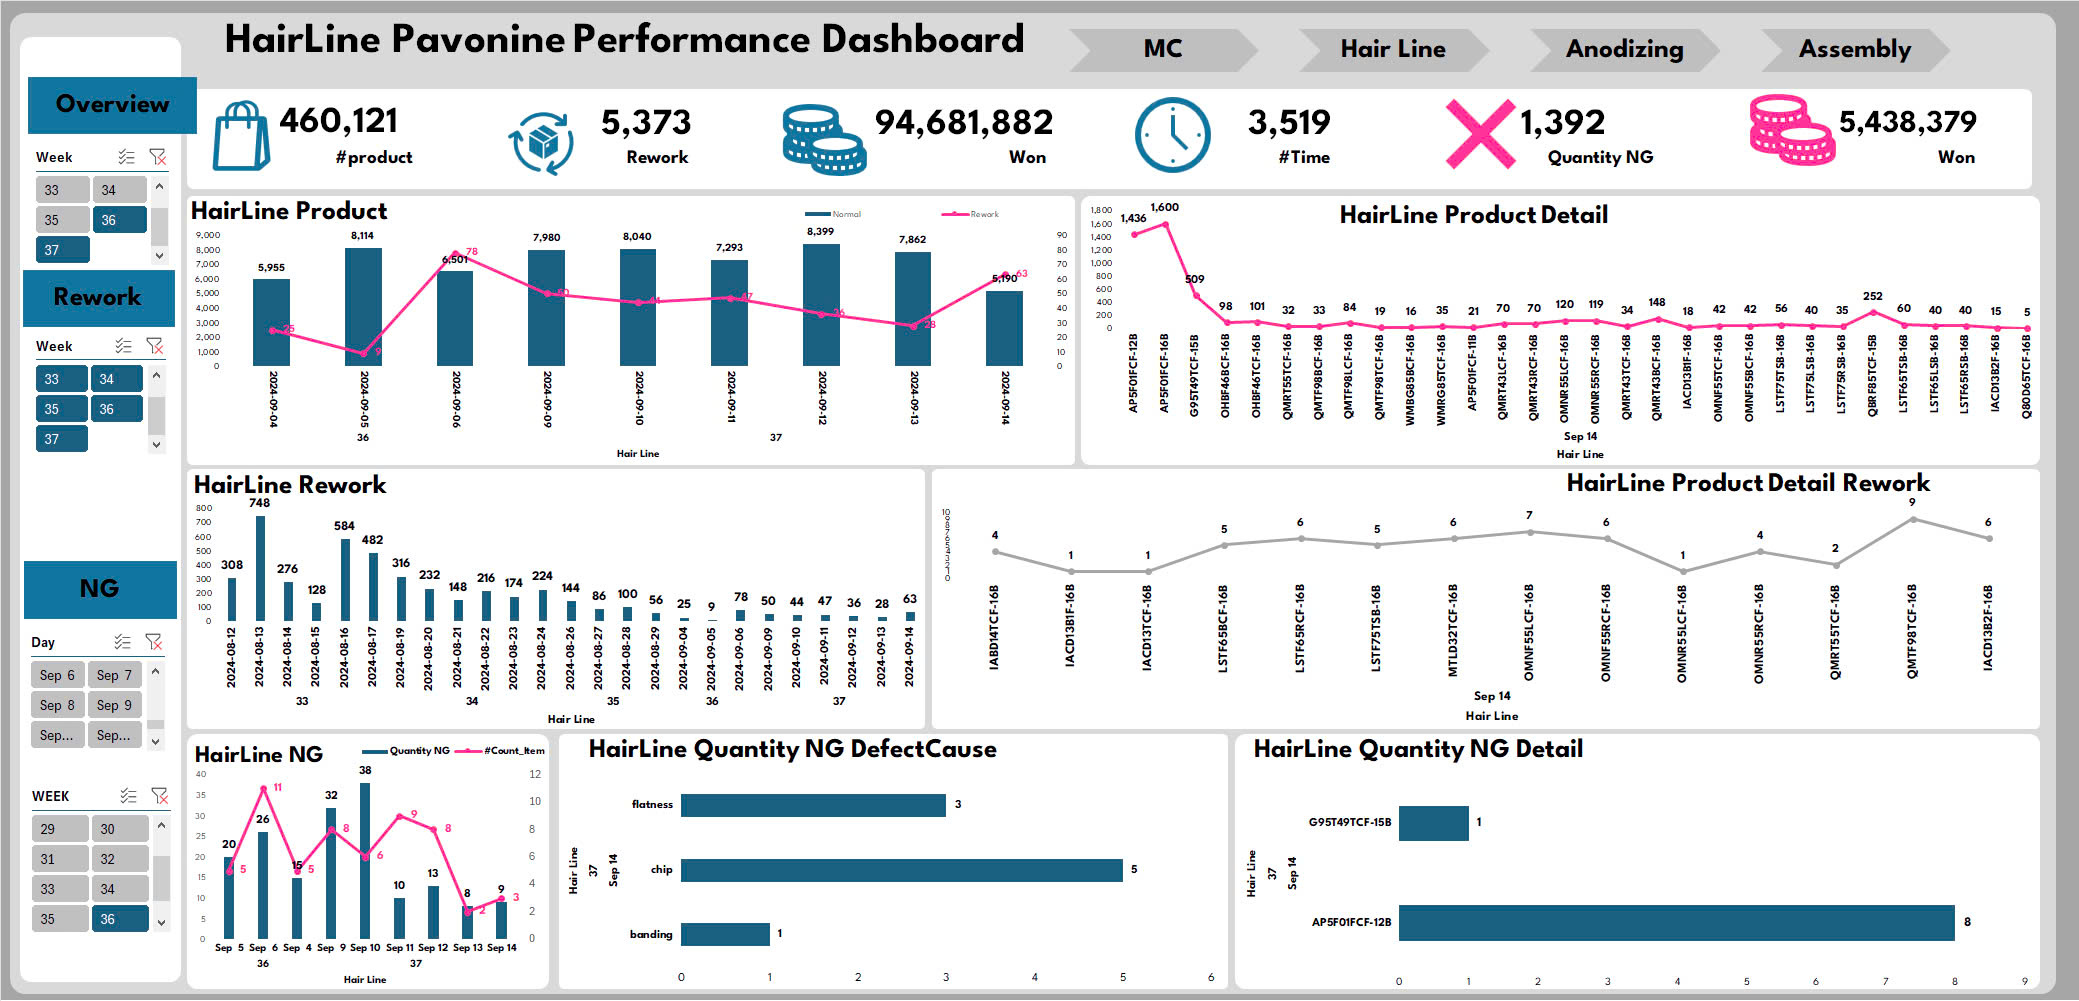 HairLine Pavonine Performance Dashboard
MC
Hair Line
Anodizing
Assembly
Overview
460,121
#product
5,373
Rework
94,681,882
Won
3,519
#Time
1,392
Quantity NG
5,438,379
Won
Week
33 34
35 36
37
Rework
Week
33 34
35 36
37
NG
Day
Sep 6 Sep 7
Sep 8 Sep 9
Sep... Sep...
WEEK
29 30
31 32
33 34
35 36
HairLine Product
Normal Rework
9,000
8,000
7,000
6,000
5,000
4,000
3,000
2,000
1,000
0
5,955 8,114 6,501 7,980 8,040 7,293 8,399 7,862 5,190
25 9 78 50 44 47 36 28 63
90
80
70
60
50
40
30
20
10
0
2024-09-04 2024-09-05 2024-09-06 2024-09-09 2024-09-10 2024-09-11 2024-09-12 2024-09-13 2024-09-14
36 37
Hair Line
HairLine Product Detail
1,800
1,600
1,400
1,200
1,000
800
600
400
200
0
1,436 1,600 509 98 101 32 33 84 19 16 35 21 70 70 120 119 34 148 18 42 42 56 40 35 252 60 40 40 15 5
AP5F01FCF-12B AP5F01FCF-16B G95T49TCF-15B OHBF46BCF-16B OHBF46TCF-16B QMRT55TCF-16B QMTF98BCF-16B QMTF98LCF-16B QMTF98TCF-16B WMBG85BCF-16B WMRG85TCF-16B AP5F01FCF-11B QMRT43LCF-16B QMRT43RCF-16B OMNR55LCF-16B OMNR55RCF-16B QMRT43TCF-16B QMRT43BCF-16B IACD13B1F-16B OMNF55TCF-16B OMNF55BCF-16B LSTF75TSB-16B LSTF75LSB-16B LSTF75RSB-16B QBRF85TCF-15B LSTF65TSB-16B LSTF65LSB-16B LSTF65RSB-16B IACD13B2F-16B Q80D65TCF-16B
Sep 14
Hair Line
HairLine Rework
800
700
600
500
400
300
200
100
0
308 748 276 128 584 482 316 232 148 216 174 224 144 86 100 56 25 9 78 50 44 47 36 28 63
2024-08-12 2024-08-13 2024-08-14 2024-08-15 2024-08-16 2024-08-17 2024-08-19 2024-08-20 2024-08-21 2024-08-22 2024-08-23 2024-08-24 2024-08-26 2024-08-27 2024-08-28 2024-08-29 2024-09-04 2024-09-05 2024-09-06 2024-09-09 2024-09-10 2024-09-11 2024-09-12 2024-09-13 2024-09-14
33 34 35 36 37
Hair Line
HairLine Product Detail Rework
10
9
8
7
6
5
4
3
2
1
0
4 1 1 5 6 5 6 7 6 1 4 2 9 6
IABD14TCF-16B IACD13B1F-16B IACD13TCF-16B LSTF65BCF-16B LSTF65RCF-16B LSTF75TSB-16B MTLD32TCF-16B OMNF55LCF-16B OMNF55RCF-16B OMNR55LCF-16B OMNR55RCF-16B QMRT55TCF-16B QMTF98TCF-16B IACD13B2F-16B
Sep 14
Hair Line
HairLine NG
Quantity NG #Count_Item
40
35
30
25
20
15
10
5
0
20 26 15 32 38 10 13 8 9
5 11 5 8 6 9 8 2 3
12
10
8
6
4
2
0
Sep 5 Sep 6 Sep 4 Sep 9 Sep 10 Sep 11 Sep 12 Sep 13 Sep 14
36 37
Hair Line
HairLine Quantity NG DefectCause
Hair Line
37
Sep 14
flatness 3
chip 5
banding 1
0 1 2 3 4 5 6
HairLine Quantity NG Detail
Hair Line
37
Sep 14
G95T49TCF-15B 1
AP5F01FCF-12B 8
0 1 2 3 4 5 6 7 8 9